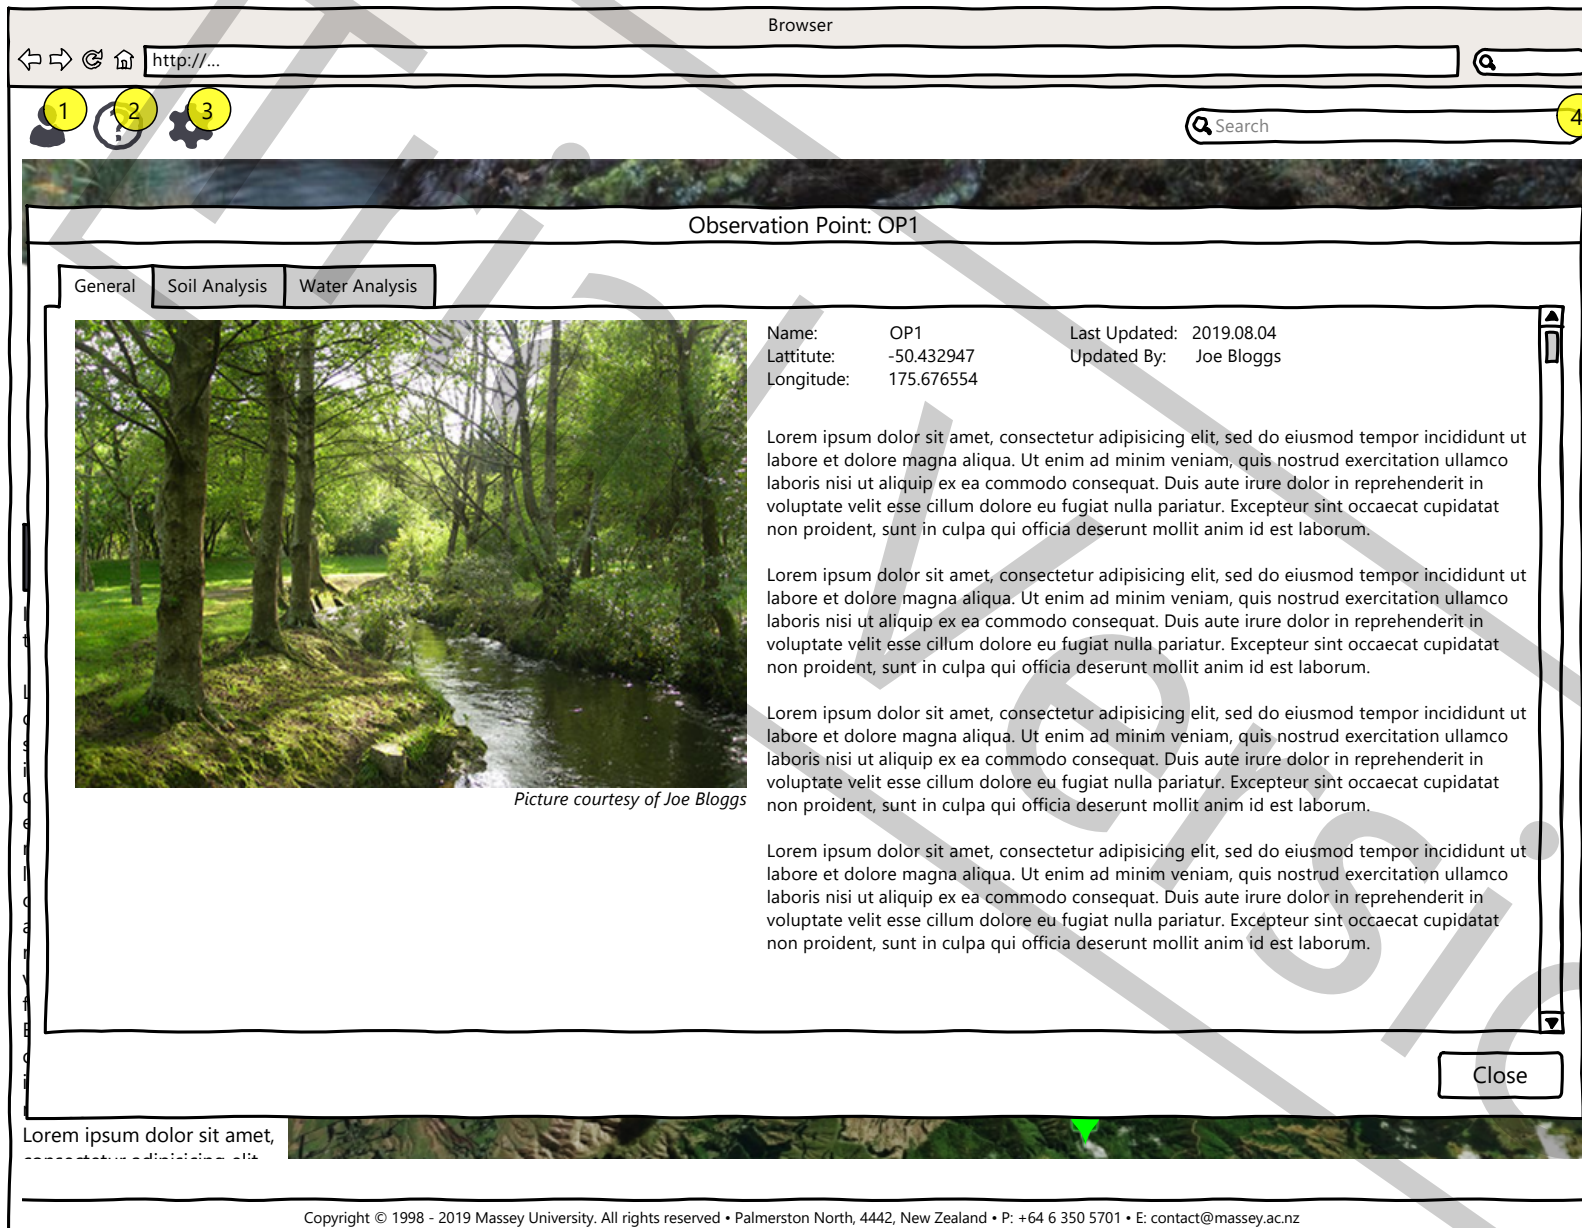 Browser
http://...
1
2
3
?
Search
4
Observation Point: OP1
General
Soil Analysis
Water Analysis
Name: OP1 Last Updated: 2019.08.04
Lattitute: -50.432947 Updated By: Joe Bloggs
Longitude: 175.676554
Lorem ipsum dolor sit amet, consectetur adipisicing elit, sed do eiusmod tempor incididunt ut
labore et dolore magna aliqua. Ut enim ad minim veniam, quis nostrud exercitation ullamco
laboris nisi ut aliquip ex ea commodo consequat. Duis aute irure dolor in reprehenderit in
voluptate velit esse cillum dolore eu fugiat nulla pariatur. Excepteur sint occaecat cupidatat
non proident, sunt in culpa qui officia deserunt mollit anim id est laborum.
Lorem ipsum dolor sit amet, consectetur adipisicing elit, sed do eiusmod tempor incididunt ut
labore et dolore magna aliqua. Ut enim ad minim veniam, quis nostrud exercitation ullamco
laboris nisi ut aliquip ex ea commodo consequat. Duis aute irure dolor in reprehenderit in
voluptate velit esse cillum dolore eu fugiat nulla pariatur. Excepteur sint occaecat cupidatat
non proident, sunt in culpa qui officia deserunt mollit anim id est laborum.
Lorem ipsum dolor sit amet, consectetur adipisicing elit, sed do eiusmod tempor incididunt ut
labore et dolore magna aliqua. Ut enim ad minim veniam, quis nostrud exercitation ullamco
laboris nisi ut aliquip ex ea commodo consequat. Duis aute irure dolor in reprehenderit in
voluptate velit esse cillum dolore eu fugiat nulla pariatur. Excepteur sint occaecat cupidatat
non proident, sunt in culpa qui officia deserunt mollit anim id est laborum.
Lorem ipsum dolor sit amet, consectetur adipisicing elit, sed do eiusmod tempor incididunt ut
labore et dolore magna aliqua. Ut enim ad minim veniam, quis nostrud exercitation ullamco
laboris nisi ut aliquip ex ea commodo consequat. Duis aute irure dolor in reprehenderit in
voluptate velit esse cillum dolore eu fugiat nulla pariatur. Excepteur sint occaecat cupidatat
non proident, sunt in culpa qui officia deserunt mollit anim id est laborum.
Picture courtesy of Joe Bloggs
Close
Lorem ipsum dolor sit amet,
Copyright © 1998 - 2019 Massey University. All rights reserved • Palmerston North, 4442, New Zealand • P: +64 6 350 5701 • E: contact@massey.ac.nz
Trial Versio